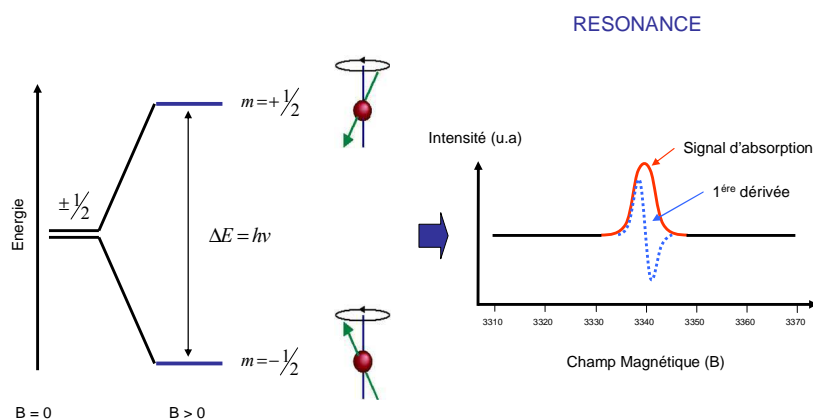 RESONANCE
Energie
±1/2
m=+1/2
ΔE=hν
m=-1/2
B = 0
B > 0
Intensité (u.a)
Signal d'absorption
1ére dérivée
3310 3320 3330 3340 3350 3360 3370
Champ Magnétique (B)